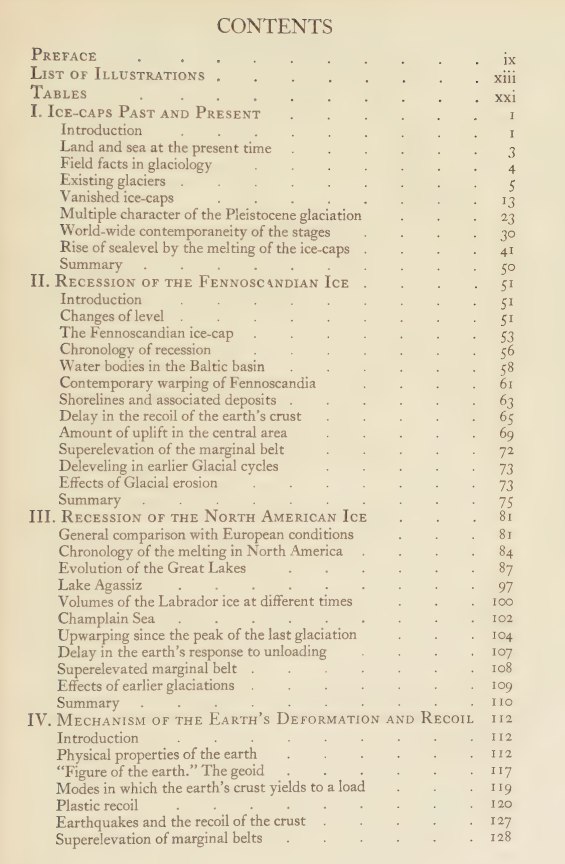 CONTENTS
PREFACE . . . . . . . . . ix
LIST OF ILLUSTRATIONS . . . . . . . xiii
TABLES . . . . . . . . . xxi
I. ICE-CAPS PAST AND PRESENT . . . . . 1
Introduction . . . . . . . . 1
Land and sea at the present time . . . . . 3
Field facts in glaciology . . . . . 4
Existing glaciers . . . . . . . 5
Vanished ice-caps . . . . . . . 13
Multiple character of the Pleistocene glaciation . . . 23
World-wide contemporaneity of the stages . . . 30
Rise of sealevel by the melting of the ice-caps . . . . 41
Summary . . . . . . . . . 50
II. RECESSION OF THE FENNOSCANDIAN ICE . . . . 51
Introduction . . . . . . . . 51
Changes of level . . . . . . . 51
The Fennoscandian ice-cap . . . . . . 53
Chronology of recession . . . . . . 56
Water bodies in the Baltic basin . . . . . 58
Contemporary warping of Fennoscandia . . . . 61
Shorelines and associated deposits . . . . . 63
Delay in the recoil of the earth's crust . . . . 65
Amount of uplift in the central area . . . . 69
Superelevation of the marginal belt . . . . 72
Deleveling in earlier Glacial cycles . . . . 73
Effects of Glacial erosion . . . . . 73
Summary . . . . . . . . . 75
III. RECESSION OF THE NORTH AMERICAN ICE . . . 81
General comparison with European conditions . . . 81
Chronology of the melting in North America . . . . 84
Evolution of the Great Lakes . . . . . 87
Lake Agassiz . . . . . . . . 97
Volumes of the Labrador ice at different times . . . 100
Champlain Sea . . . . . . . 102
Upwarping since the peak of the last glaciation . . . 104
Delay in the earth's response to unloading . . . 107
Superelevated marginal belt . . . . . . 108
Effects of earlier glaciations . . . . . . 109
Summary . . . . . . . . . 110
IV. MECHANISM OF THE EARTH'S DEFORMATION AND RECOIL 112
Introduction . . . . . . . . 112
Physical properties of the earth . . . . . 112
"Figure of the earth." The geoid . . . . . 117
Modes in which the earth's crust yields to a load . . . 119
Plastic recoil . . . . . . . 120
Earthquakes and the recoil of the crust . . . . 127
Superelevation of marginal belts . . . . . 128